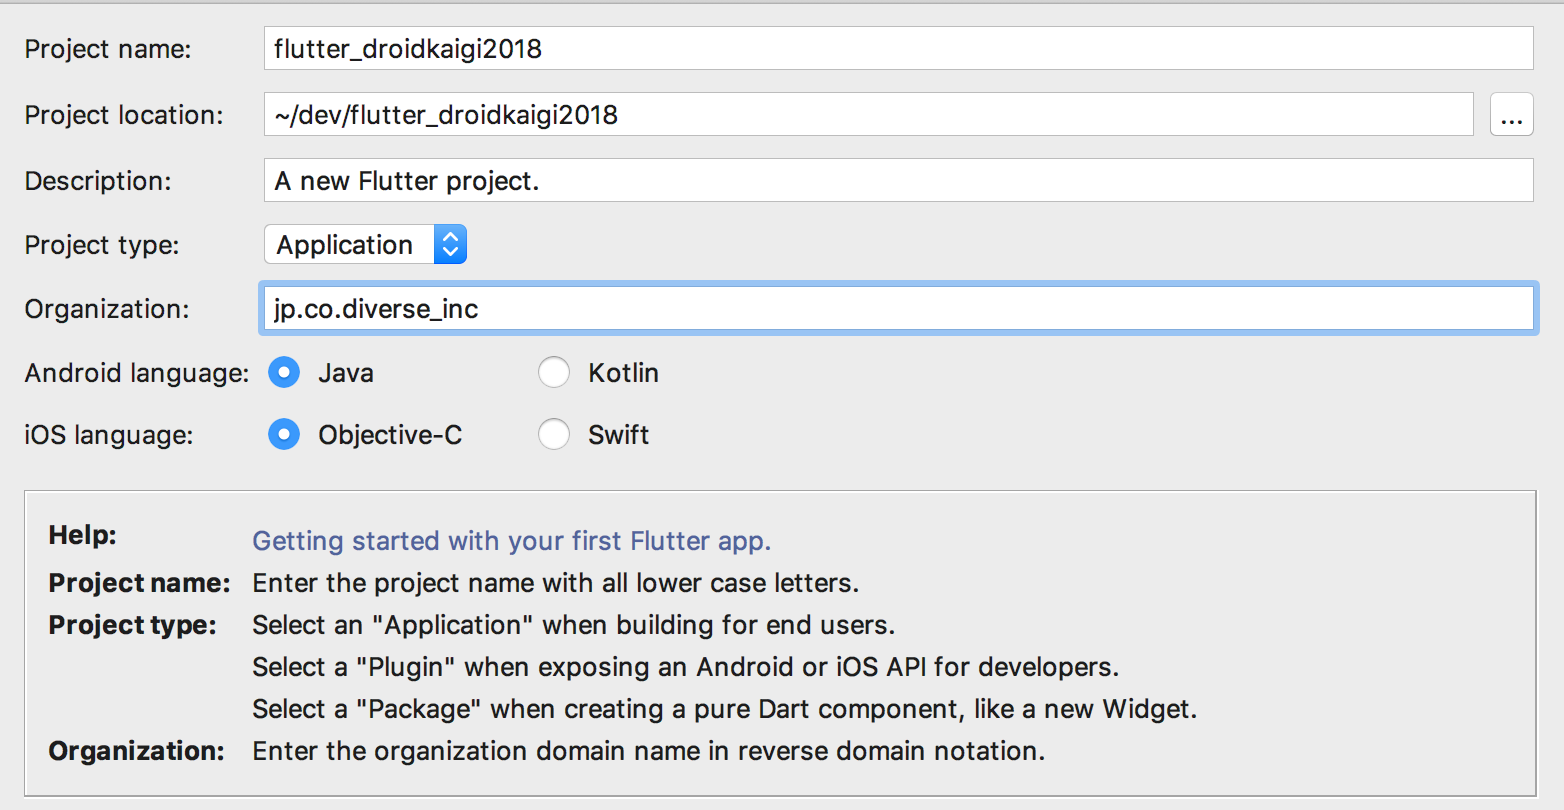 Project name: flutter_droidkaigi2018
Project location: ~/dev/flutter_droidkaigi2018 ...
Description: A new Flutter project.
Project type: Application
Organization: jp.co.diverse_inc
Android language: Java Kotlin
iOS language: Objective-C Swift
Help: Getting started with your first Flutter app.
Project name: Enter the project name with all lower case letters.
Project type: Select an "Application" when building for end users.
Select a "Plugin" when exposing an Android or iOS API for developers.
Select a "Package" when creating a pure Dart component, like a new Widget.
Organization: Enter the organization domain name in reverse domain notation.